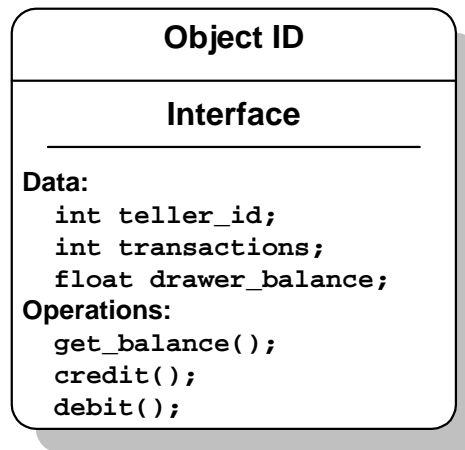 Object ID
Interface
Data:
int teller_id;
int transactions;
float drawer_balance;
Operations:
get_balance();
credit();
debit();